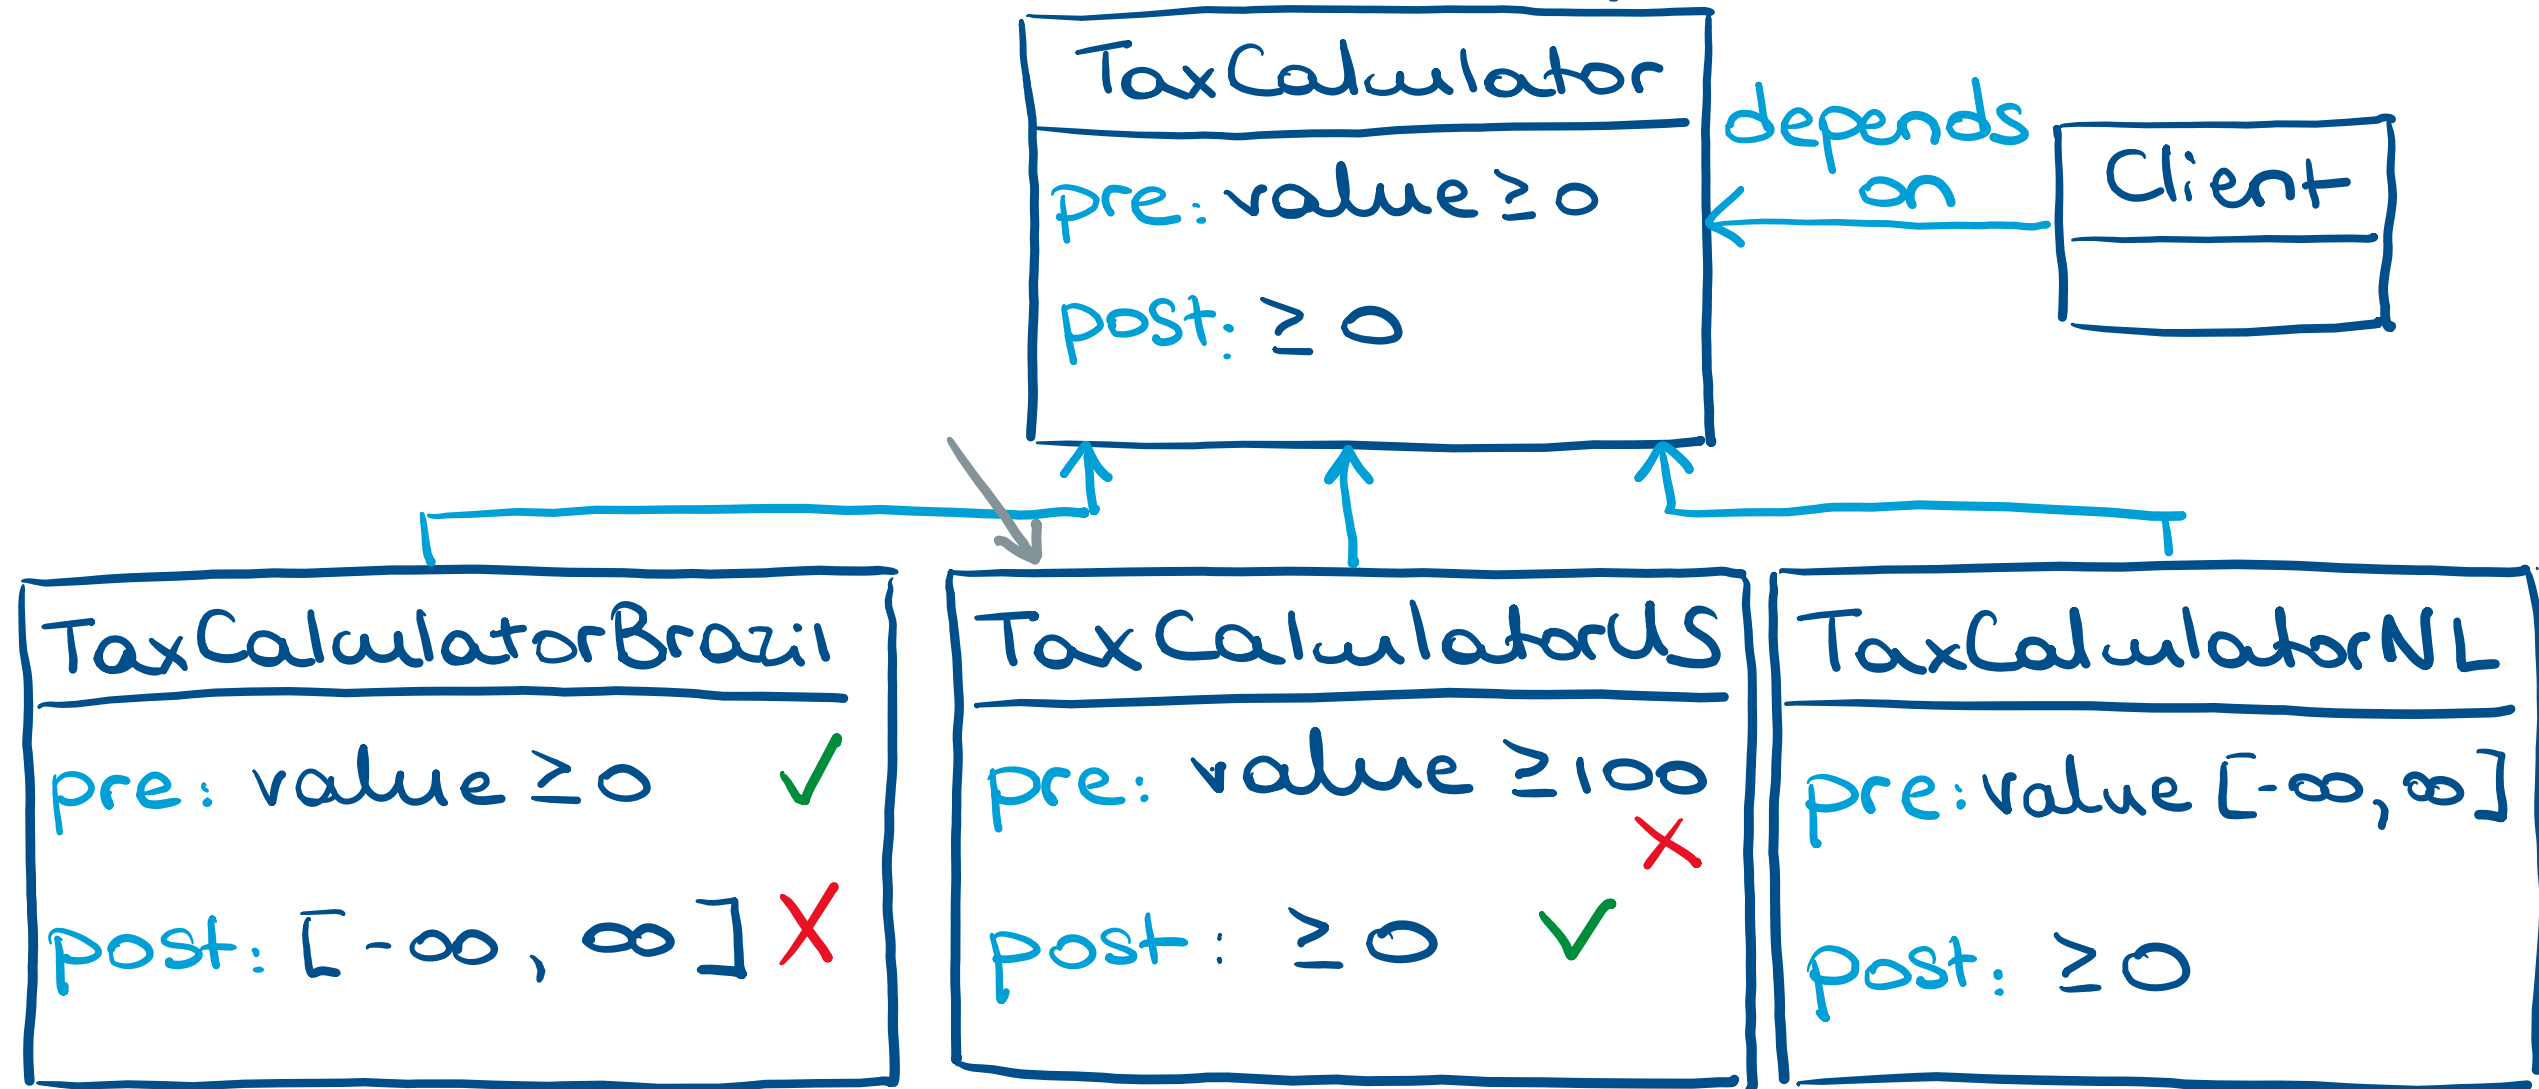 TaxCalculator
pre: value ≥ 0
post: ≥ 0
depends
on
Client
TaxCalculatorBrazil
pre: value ≥ 0 ✓
post: [-∞, ∞] X
TaxCalculatorUS
pre: value ≥ 100
X
post: ≥ 0 ✓
TaxCalculatorNL
pre: value [-∞, ∞]
post: ≥ 0